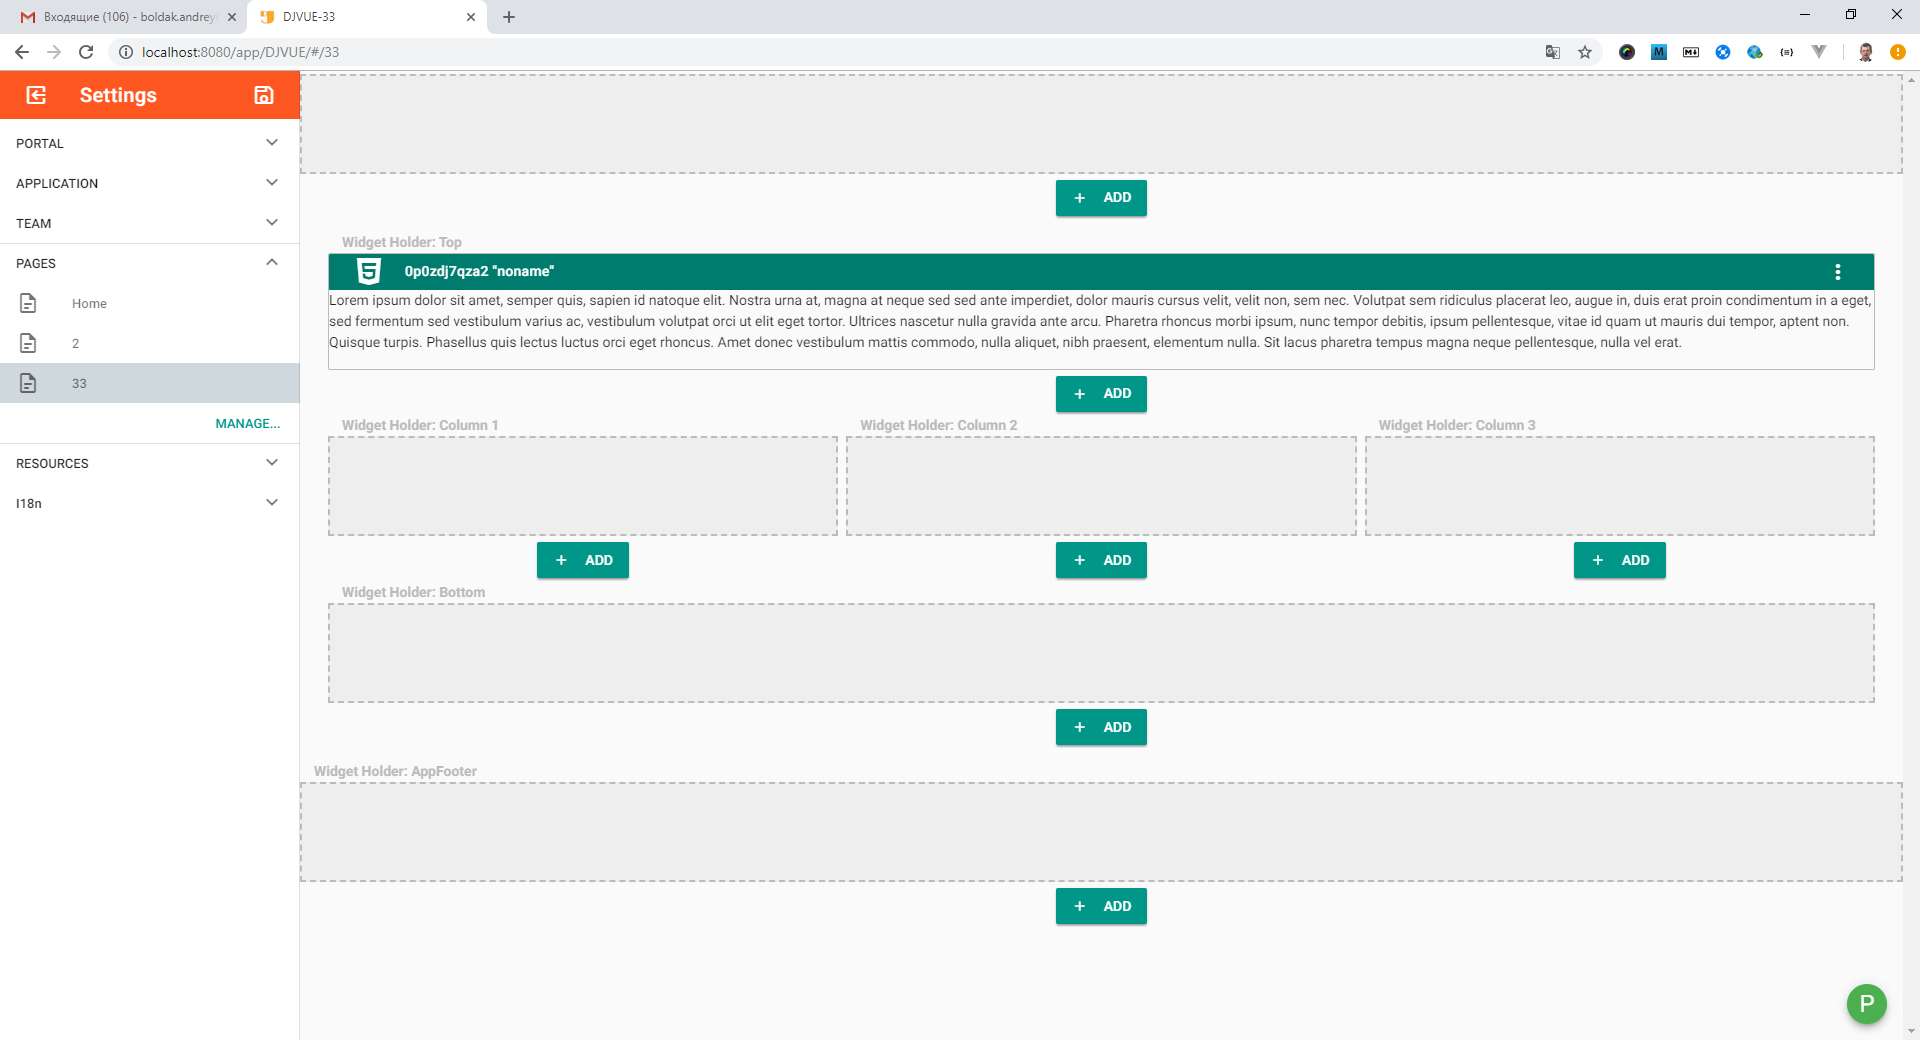 Входящие (106) - boldak.andrey
DJVUE-33
localhost:8080/app/DJVUE/#/33
Settings
PORTAL
APPLICATION
TEAM
PAGES
Home
2
33
MANAGE...
RESOURCES
I18n
ADD
Widget Holder: Top
0p0zdj7qza2 "noname"
Lorem ipsum dolor sit amet, semper quis, sapien id natoque elit. Nostra urna at, magna at neque sed sed ante imperdiet, dolor mauris cursus velit, velit non, sem nec. Volutpat sem ridiculus placerat leo, augue in, duis erat proin condimentum in a eget,
sed fermentum sed vestibulum varius ac, vestibulum volutpat orci ut elit eget tortor. Ultrices nascetur nulla gravida ante arcu. Pharetra rhoncus morbi ipsum, nunc tempor debitis, ipsum pellentesque, vitae id quam ut mauris dui tempor, aptent non.
Quisque turpis. Phasellus quis lectus luctus orci eget rhoncus. Amet donec vestibulum mattis commodo, nulla aliquet, nibh praesent, elementum nulla. Sit lacus pharetra tempus magna neque pellentesque, nulla vel erat.
ADD
Widget Holder: Column 1
Widget Holder: Column 2
Widget Holder: Column 3
ADD
ADD
ADD
Widget Holder: Bottom
ADD
Widget Holder: AppFooter
ADD
P